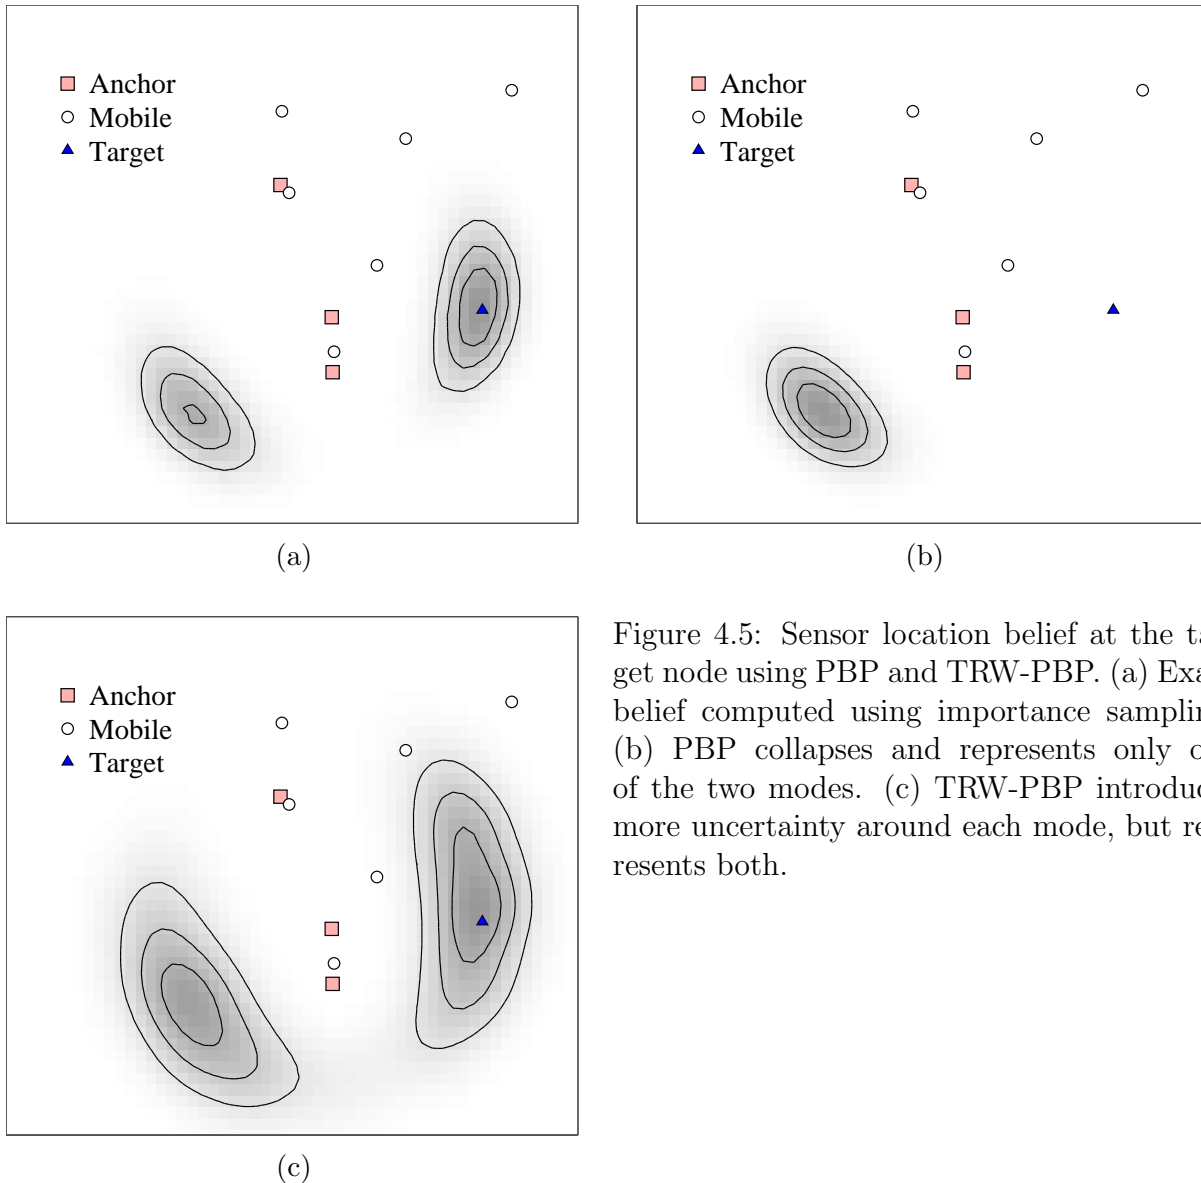 Anchor
Mobile
Target
(a)
Anchor
Mobile
Target
(b)
Anchor
Mobile
Target
(c)
Figure 4.5: Sensor location belief at the ta
get node using PBP and TRW-PBP. (a) Exa
belief computed using importance samplin
(b) PBP collapses and represents only o
of the two modes. (c) TRW-PBP introduc
more uncertainty around each mode, but re
resents both.